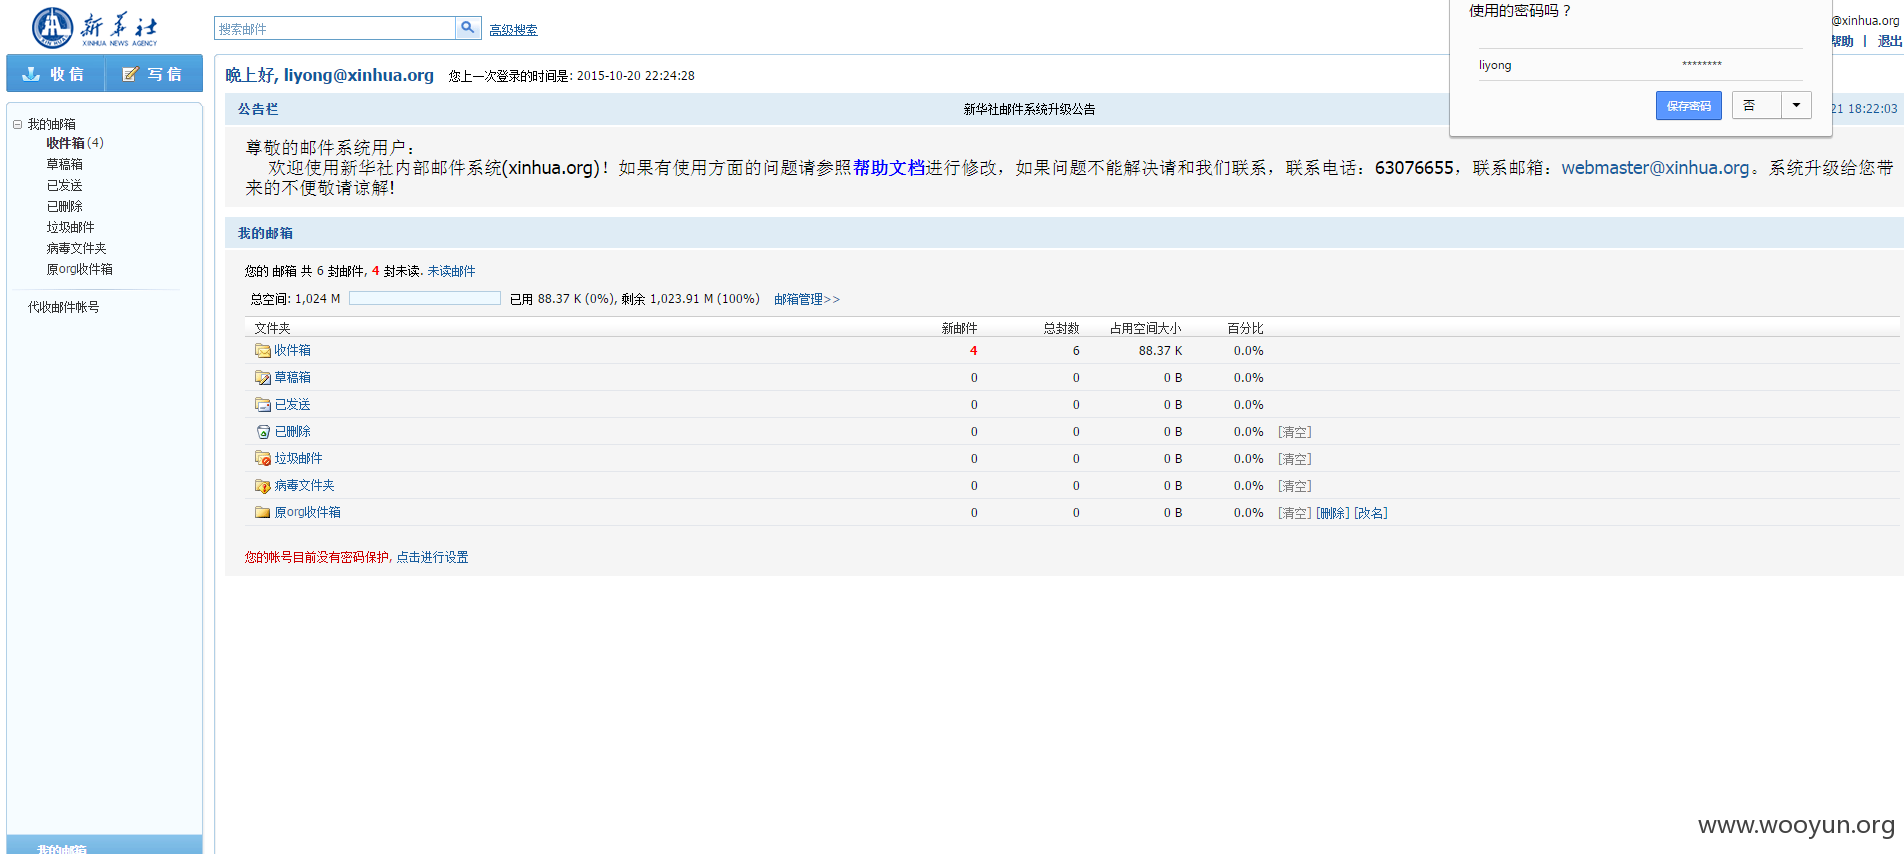 新华社
XINHUA NEWS AGENCY
搜索邮件
高级搜索
使用的密码吗？
liyong ********
保存密码 否
@xinhua.org
帮助 | 退出
收 信 写 信
晚上好, liyong@xinhua.org 您上一次登录的时间是: 2015-10-20 22:24:28
公告栏 新华社邮件系统升级公告 21 18:22:03
尊敬的邮件系统用户：
欢迎使用新华社内部邮件系统(xinhua.org)！如果有使用方面的问题请参照帮助文档进行修改，如果问题不能解决请和我们联系，联系电话：63076655，联系邮箱：webmaster@xinhua.org。系统升级给您带
来的不便敬请谅解!
我的邮箱
收件箱 (4)
草稿箱
已发送
已删除
垃圾邮件
病毒文件夹
原org收件箱
代收邮件帐号
我的邮箱
您的 邮箱 共 6 封邮件, 4 封未读. 未读邮件
总空间: 1,024 M 已用 88.37 K (0%), 剩余 1,023.91 M (100%) 邮箱管理>>
文件夹 新邮件 总封数 占用空间大小 百分比
收件箱 4 6 88.37 K 0.0%
草稿箱 0 0 0 B 0.0%
已发送 0 0 0 B 0.0%
已删除 0 0 0 B 0.0% [清空]
垃圾邮件 0 0 0 B 0.0% [清空]
病毒文件夹 0 0 0 B 0.0% [清空]
原org收件箱 0 0 0 B 0.0% [清空] [删除] [改名]
您的帐号目前没有密码保护, 点击进行设置
我的邮箱
www.wooyun.org